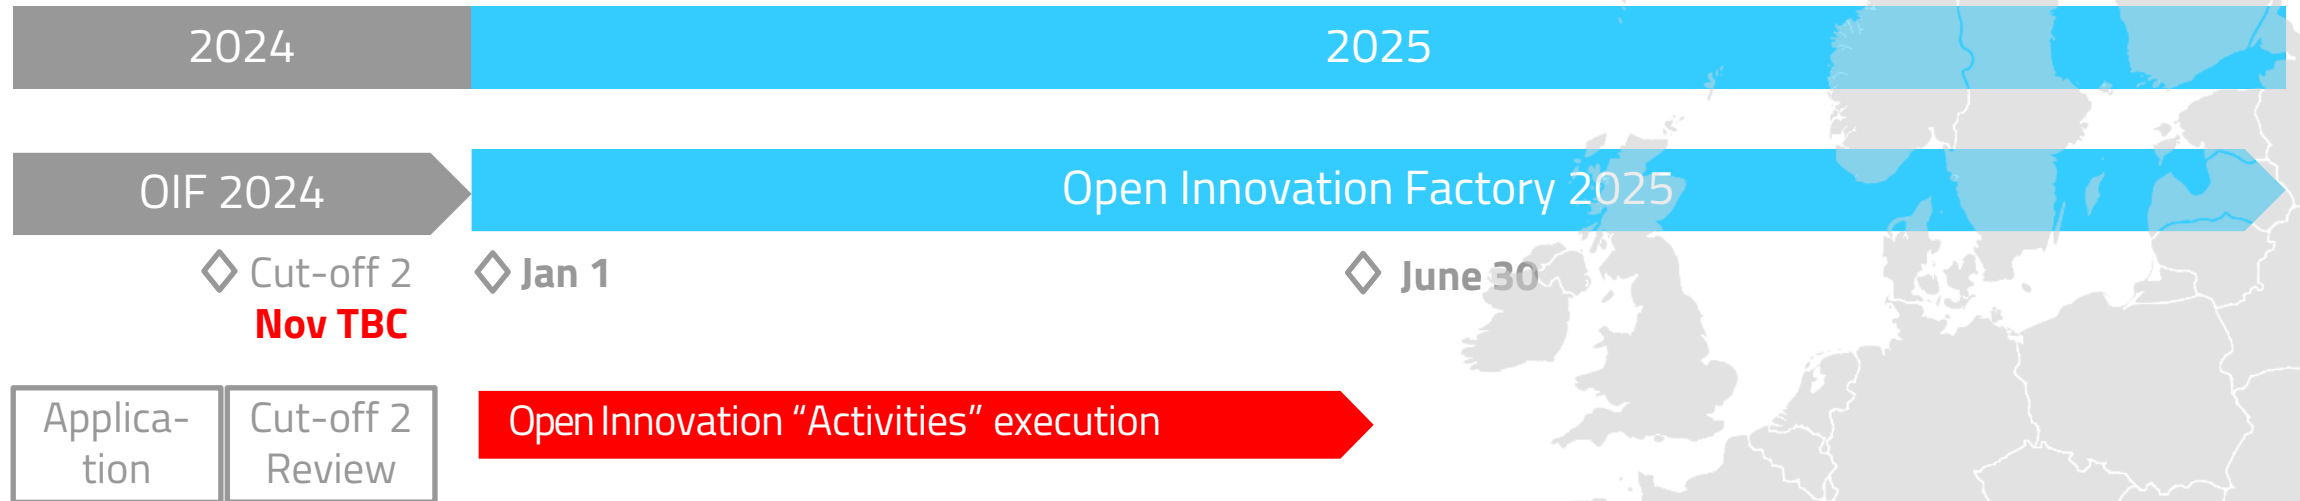 2024
2025
OIF 2024
Open Innovation Factory 2025
Cut-off 2
Nov TBC
Jan 1
June 30
Applica-
tion
Cut-off 2
Review
Open Innovation “Activities” execution